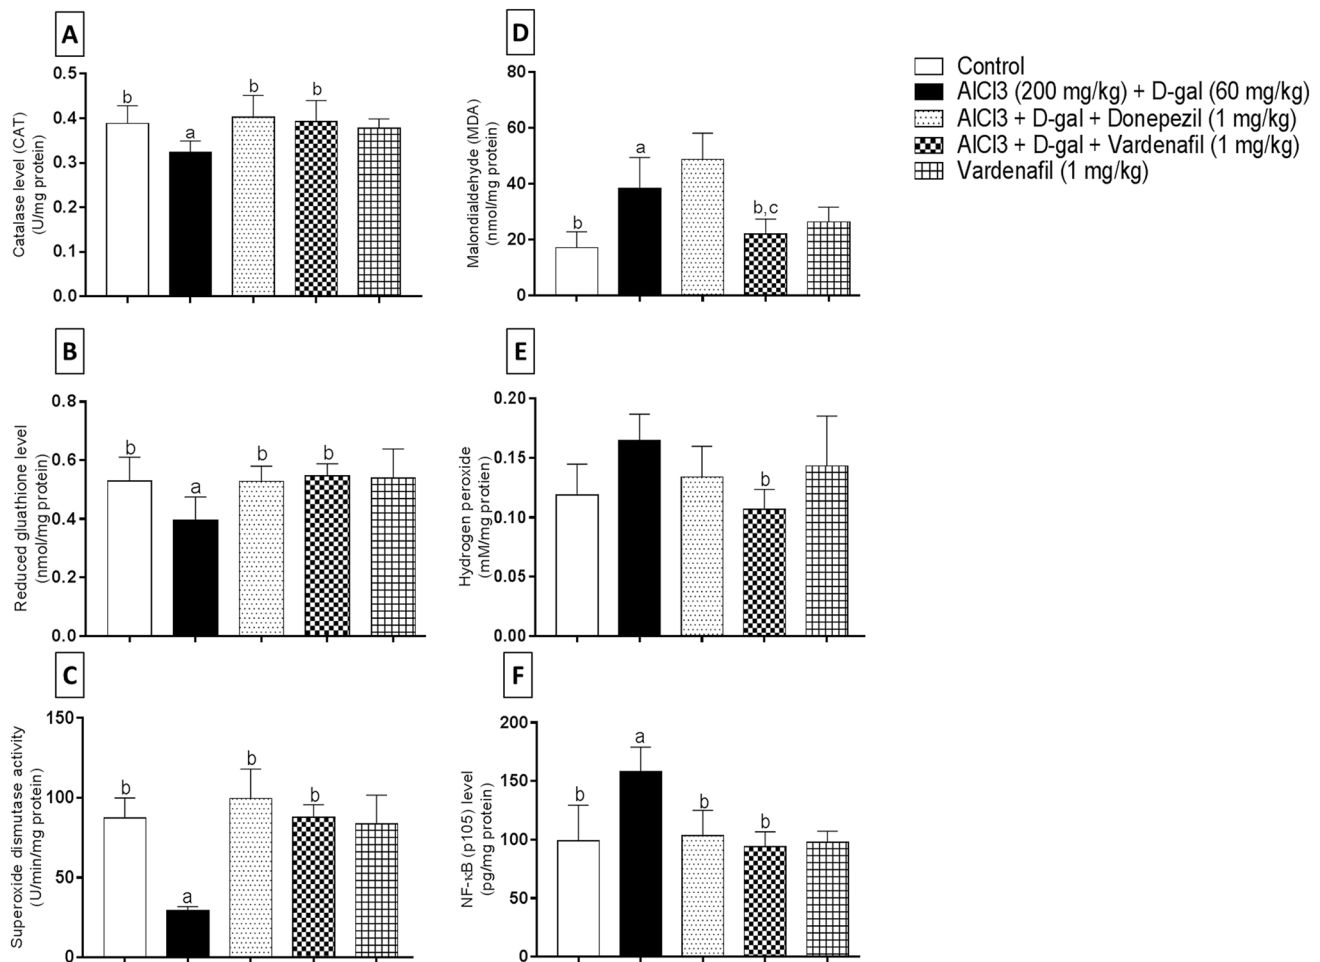 A
Catalase level (CAT)
(U/mg protein)
0.5
0.4
0.3
0.2
0.1
0.0
b
a
b
b
D
Malondialdehyde (MDA)
(nmol/mg protein)
80
60
40
20
0
b
a
b,c
Control
AlCl3 (200 mg/kg) + D-gal (60 mg/kg)
AlCl3 + D-gal + Donepezil (1 mg/kg)
AlCl3 + D-gal + Vardenafil (1 mg/kg)
Vardenafil (1 mg/kg)
B
Reduced gluathione level
(nmol/mg protein)
0.8
0.6
0.4
0.2
0.0
b
a
b
b
E
Hydrogen peroxide
(mM/mg protien)
0.20
0.15
0.10
0.05
0.00
b
C
Superoxide dismutase activity
(U/min/mg protein)
150
100
50
0
b
a
b
b
F
NF-κB (p105) level
(pg/mg protein)
200
150
100
50
0
b
a
b
b